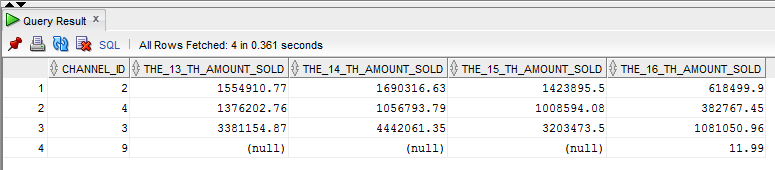 Query Result x
SQL | All Rows Fetched: 4 in 0.361 seconds
CHANNEL_ID THE_13_TH_AMOUNT_SOLD THE_14_TH_AMOUNT_SOLD THE_15_TH_AMOUNT_SOLD THE_16_TH_AMOUNT_SOLD
1 2 1554910.77 1690316.63 1423895.5 618499.9
2 4 1376202.76 1056793.79 1008594.08 382767.45
3 3 3381154.87 4442061.35 3203473.5 1081050.96
4 9 (null) (null) (null) 11.99